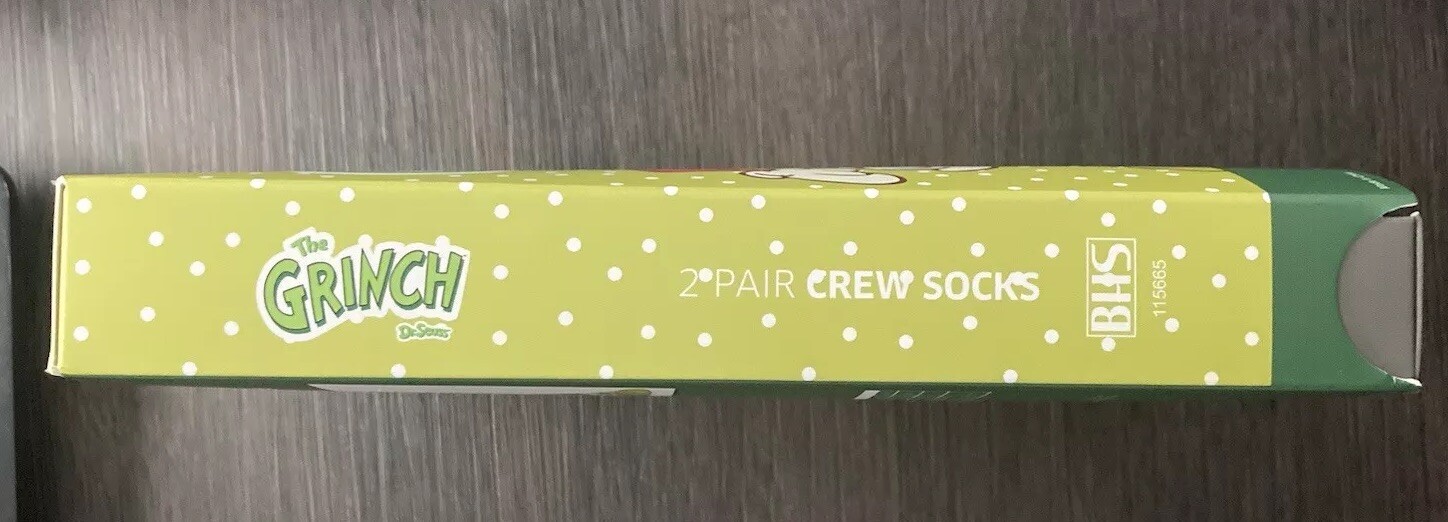 The
GRINCH
Dr. Seuss
2 PAIR CREW SOCKS
BHS
115665